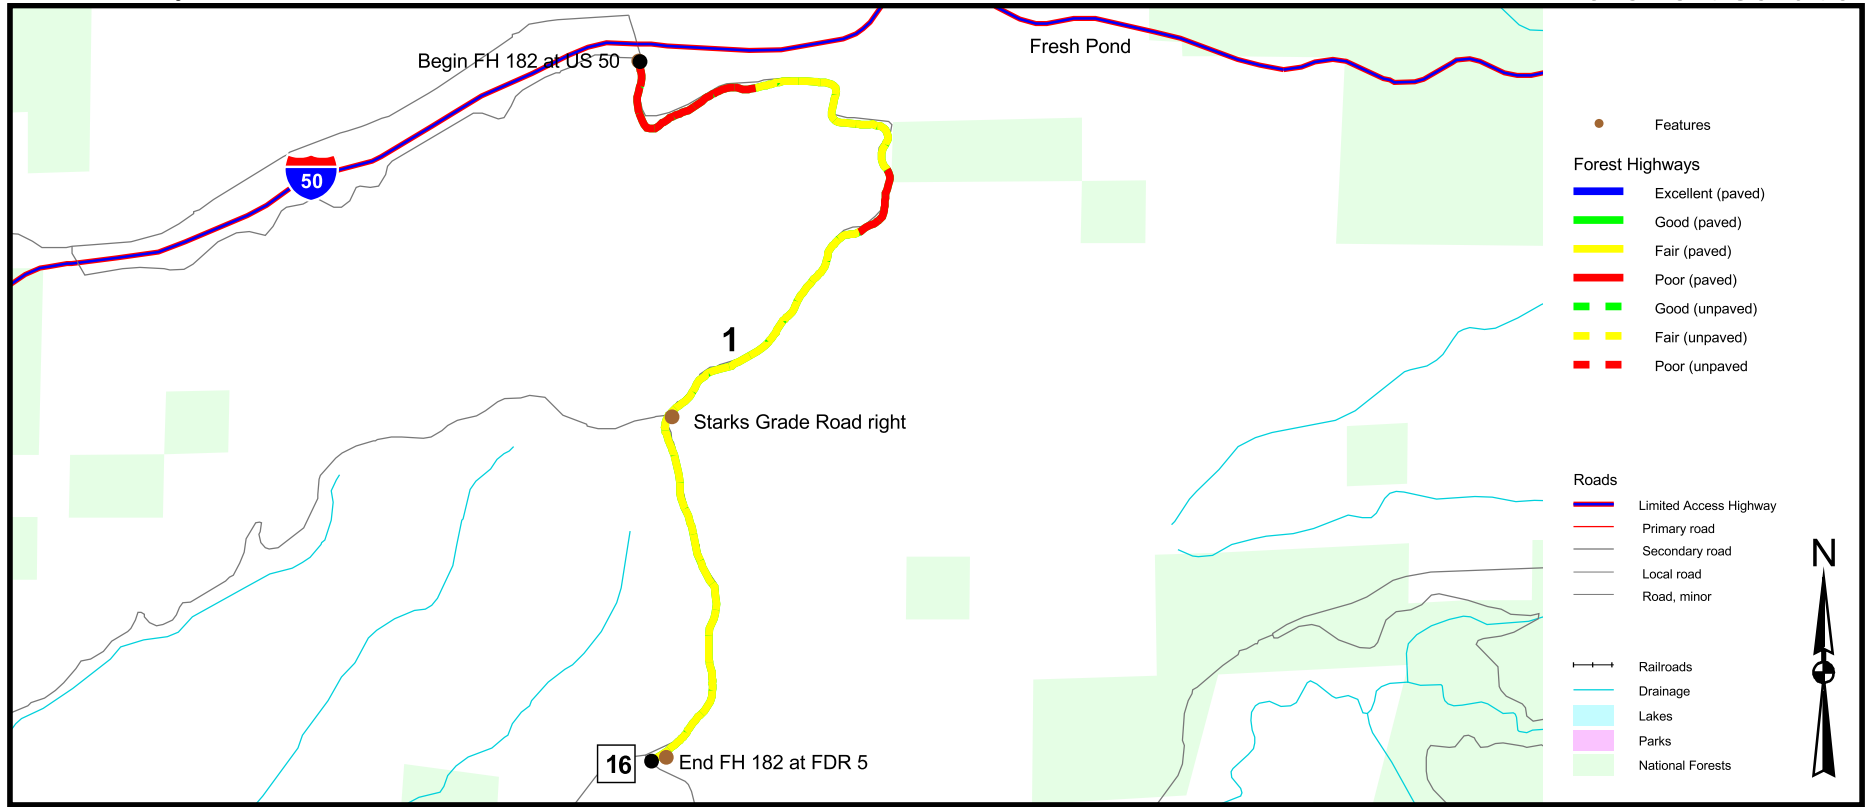 Begin FH 182 at US 50
Fresh Pond
50
1
Starks Grade Road right
16
End FH 182 at FDR 5
Features
Forest Highways
Excellent (paved)
Good (paved)
Fair (paved)
Poor (paved)
Good (unpaved)
Fair (unpaved)
Poor (unpaved
Roads
Limited Access Highway
Primary road
Secondary road
Local road
Road, minor
Railroads
Drainage
Lakes
Parks
National Forests
N